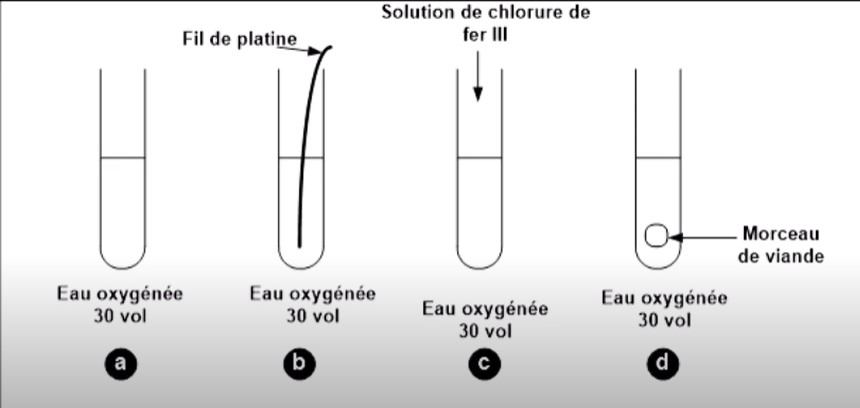 Solution de chlorure de
fer III
Fil de platine
Morceau
de viande
Eau oxygénée
30 vol
Eau oxygénée
30 vol
Eau oxygénée
30 vol
Eau oxygénée
30 vol
a
b
c
d